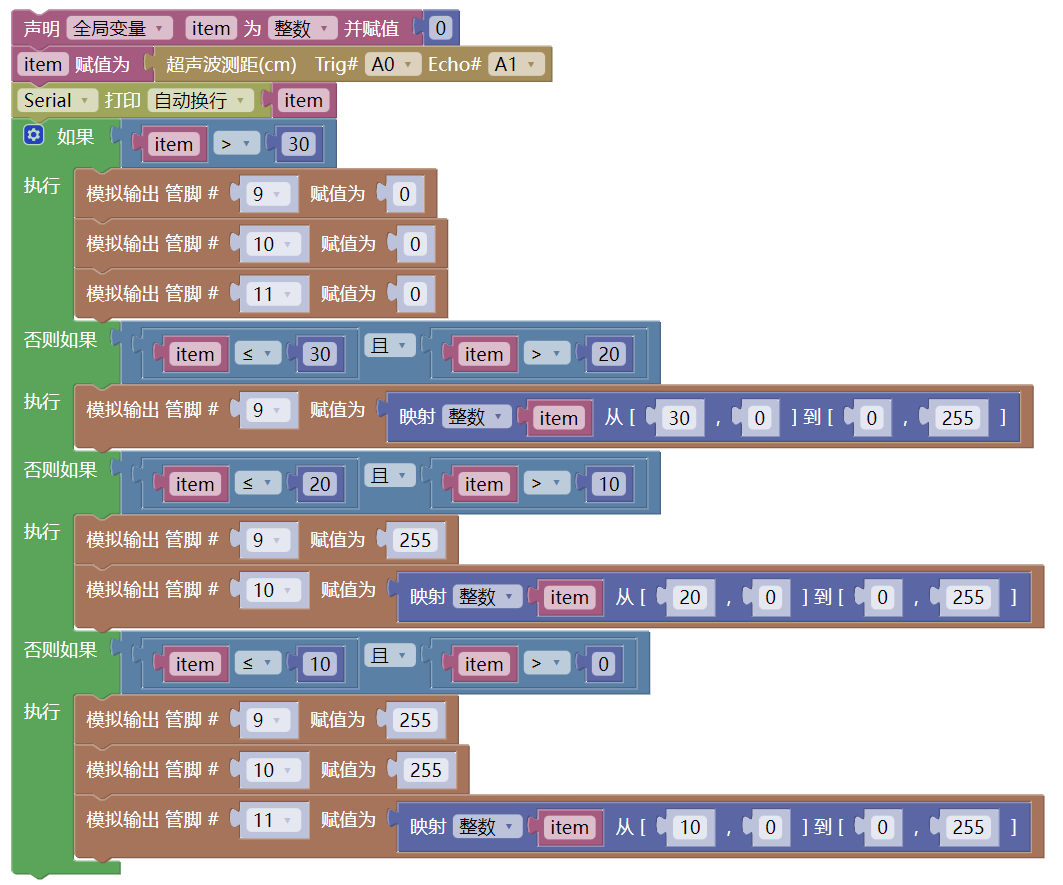 声明 全局变量 item 为 整数 并赋值 0
item 赋值为 超声波测距(cm) Trig# A0 Echo# A1
Serial 打印 自动换行 item
如果 item > 30
执行 模拟输出 管脚 # 9 赋值为 0
模拟输出 管脚 # 10 赋值为 0
模拟输出 管脚 # 11 赋值为 0
否则如果 item ≤ 30 且 item > 20
执行 模拟输出 管脚 # 9 赋值为 映射 整数 item 从 [ 30 , 0 ] 到 [ 0 , 255 ]
否则如果 item ≤ 20 且 item > 10
执行 模拟输出 管脚 # 9 赋值为 255
模拟输出 管脚 # 10 赋值为 映射 整数 item 从 [ 20 , 0 ] 到 [ 0 , 255 ]
否则如果 item ≤ 10 且 item > 0
执行 模拟输出 管脚 # 9 赋值为 255
模拟输出 管脚 # 10 赋值为 255
模拟输出 管脚 # 11 赋值为 映射 整数 item 从 [ 10 , 0 ] 到 [ 0 , 255 ]